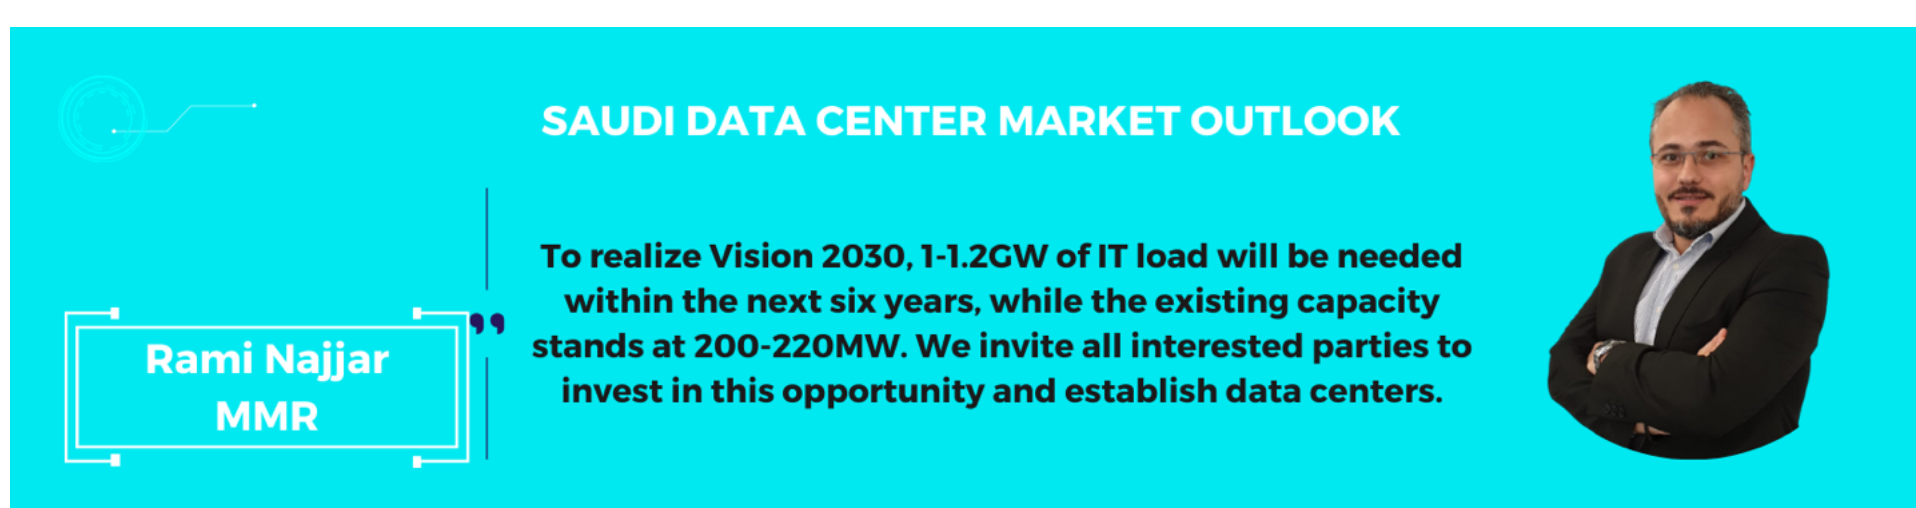 SAUDI DATA CENTER MARKET OUTLOOK
To realize Vision 2030, 1-1.2GW of IT load will be needed
within the next six years, while the existing capacity
stands at 200-220MW. We invite all interested parties to
invest in this opportunity and establish data centers.
”
Rami Najjar
MMR